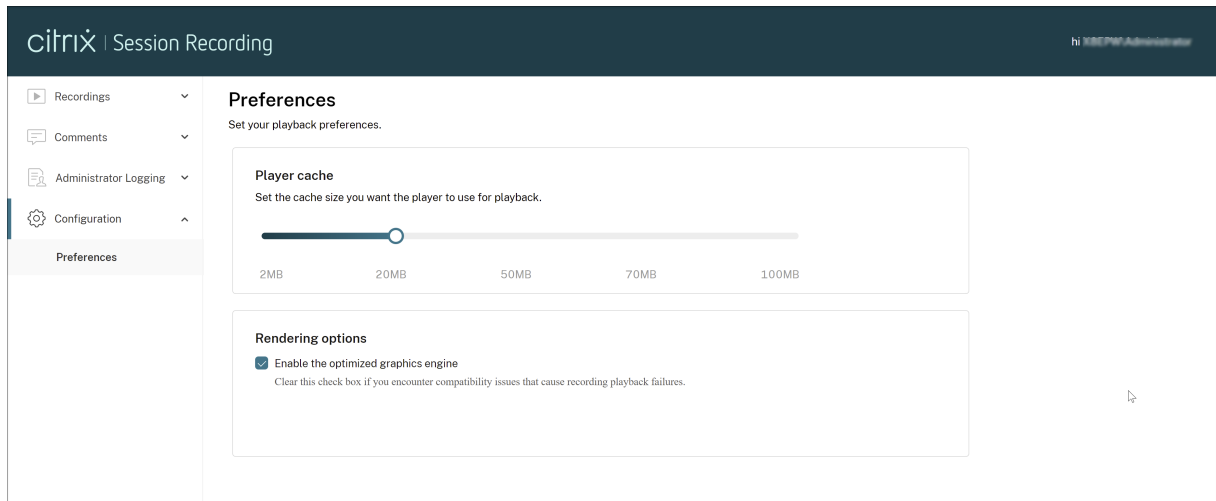 citrix | Session Recording
hi
Recordings
Comments
Administrator Logging
Configuration
Preferences
Preferences
Set your playback preferences.
Player cache
Set the cache size you want the player to use for playback.
2MB 20MB 50MB 70MB 100MB
Rendering options
Enable the optimized graphics engine
Clear this check box if you encounter compatibility issues that cause recording playback failures.